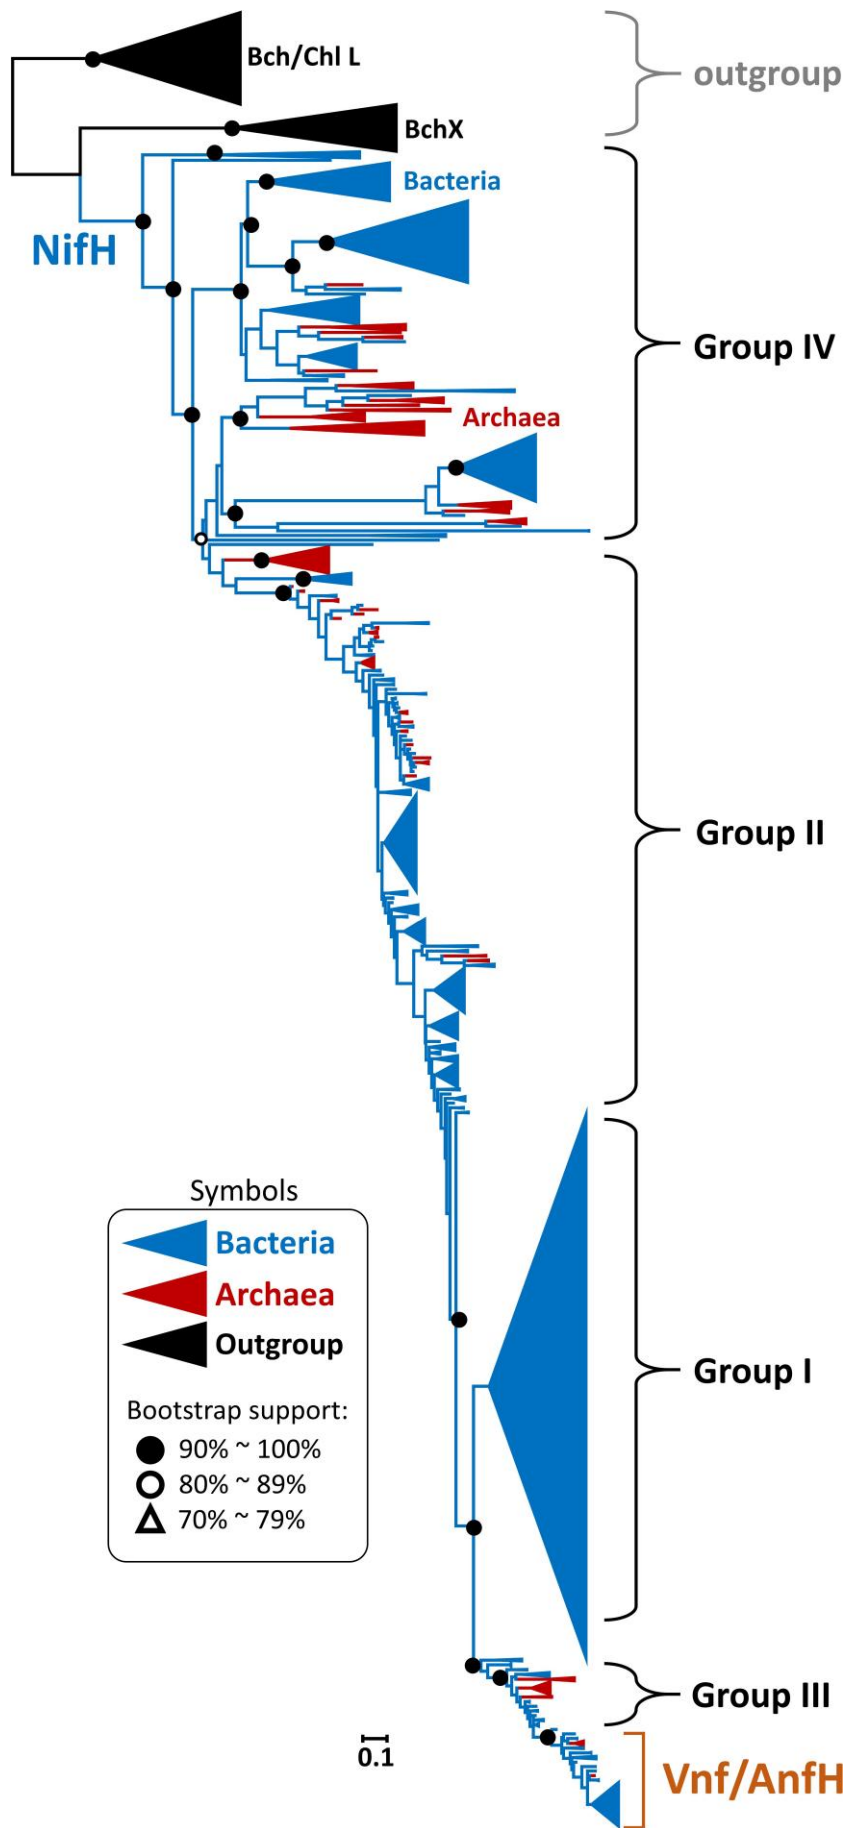 Bch/Chl L
outgroup
BchX
Bacteria
NifH
Group IV
Archaea
Group II
Symbols
Bacteria
Archaea
Outgroup
Bootstrap support:
90% ~ 100%
80% ~ 89%
70% ~ 79%
Group I
Group III
0.1
Vnf/AnfH